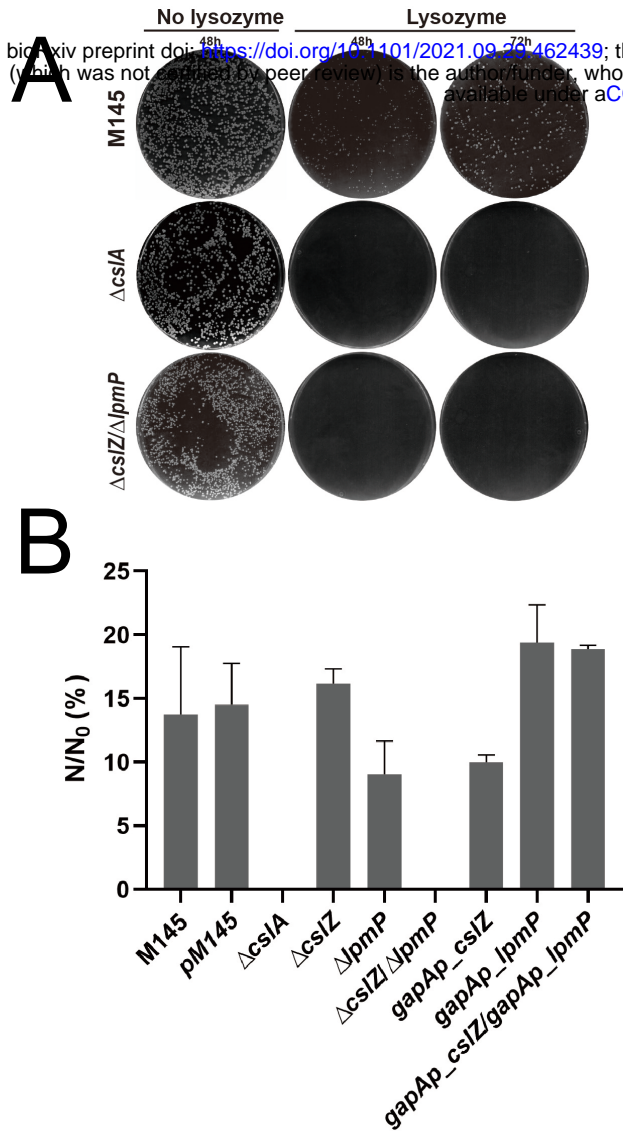 No lysozyme Lysozyme
48h 48h 72h
bioRxiv preprint doi: https://doi.org/10.1101/2021.09.29.462439; th
(which was not certified by peer review) is the author/funder, who
available under aC
A
M145
ΔcslA
ΔcslZ/ΔlpmP
B
N/N0 (%)
25
20
15
10
5
0
M145
pM145
ΔcslA
ΔcslZ
ΔlpmP
ΔcslZ/ΔlpmP
gapAp_cslZ
gapAp_lpmP
gapAp_cslZ/gapAp_lpmP